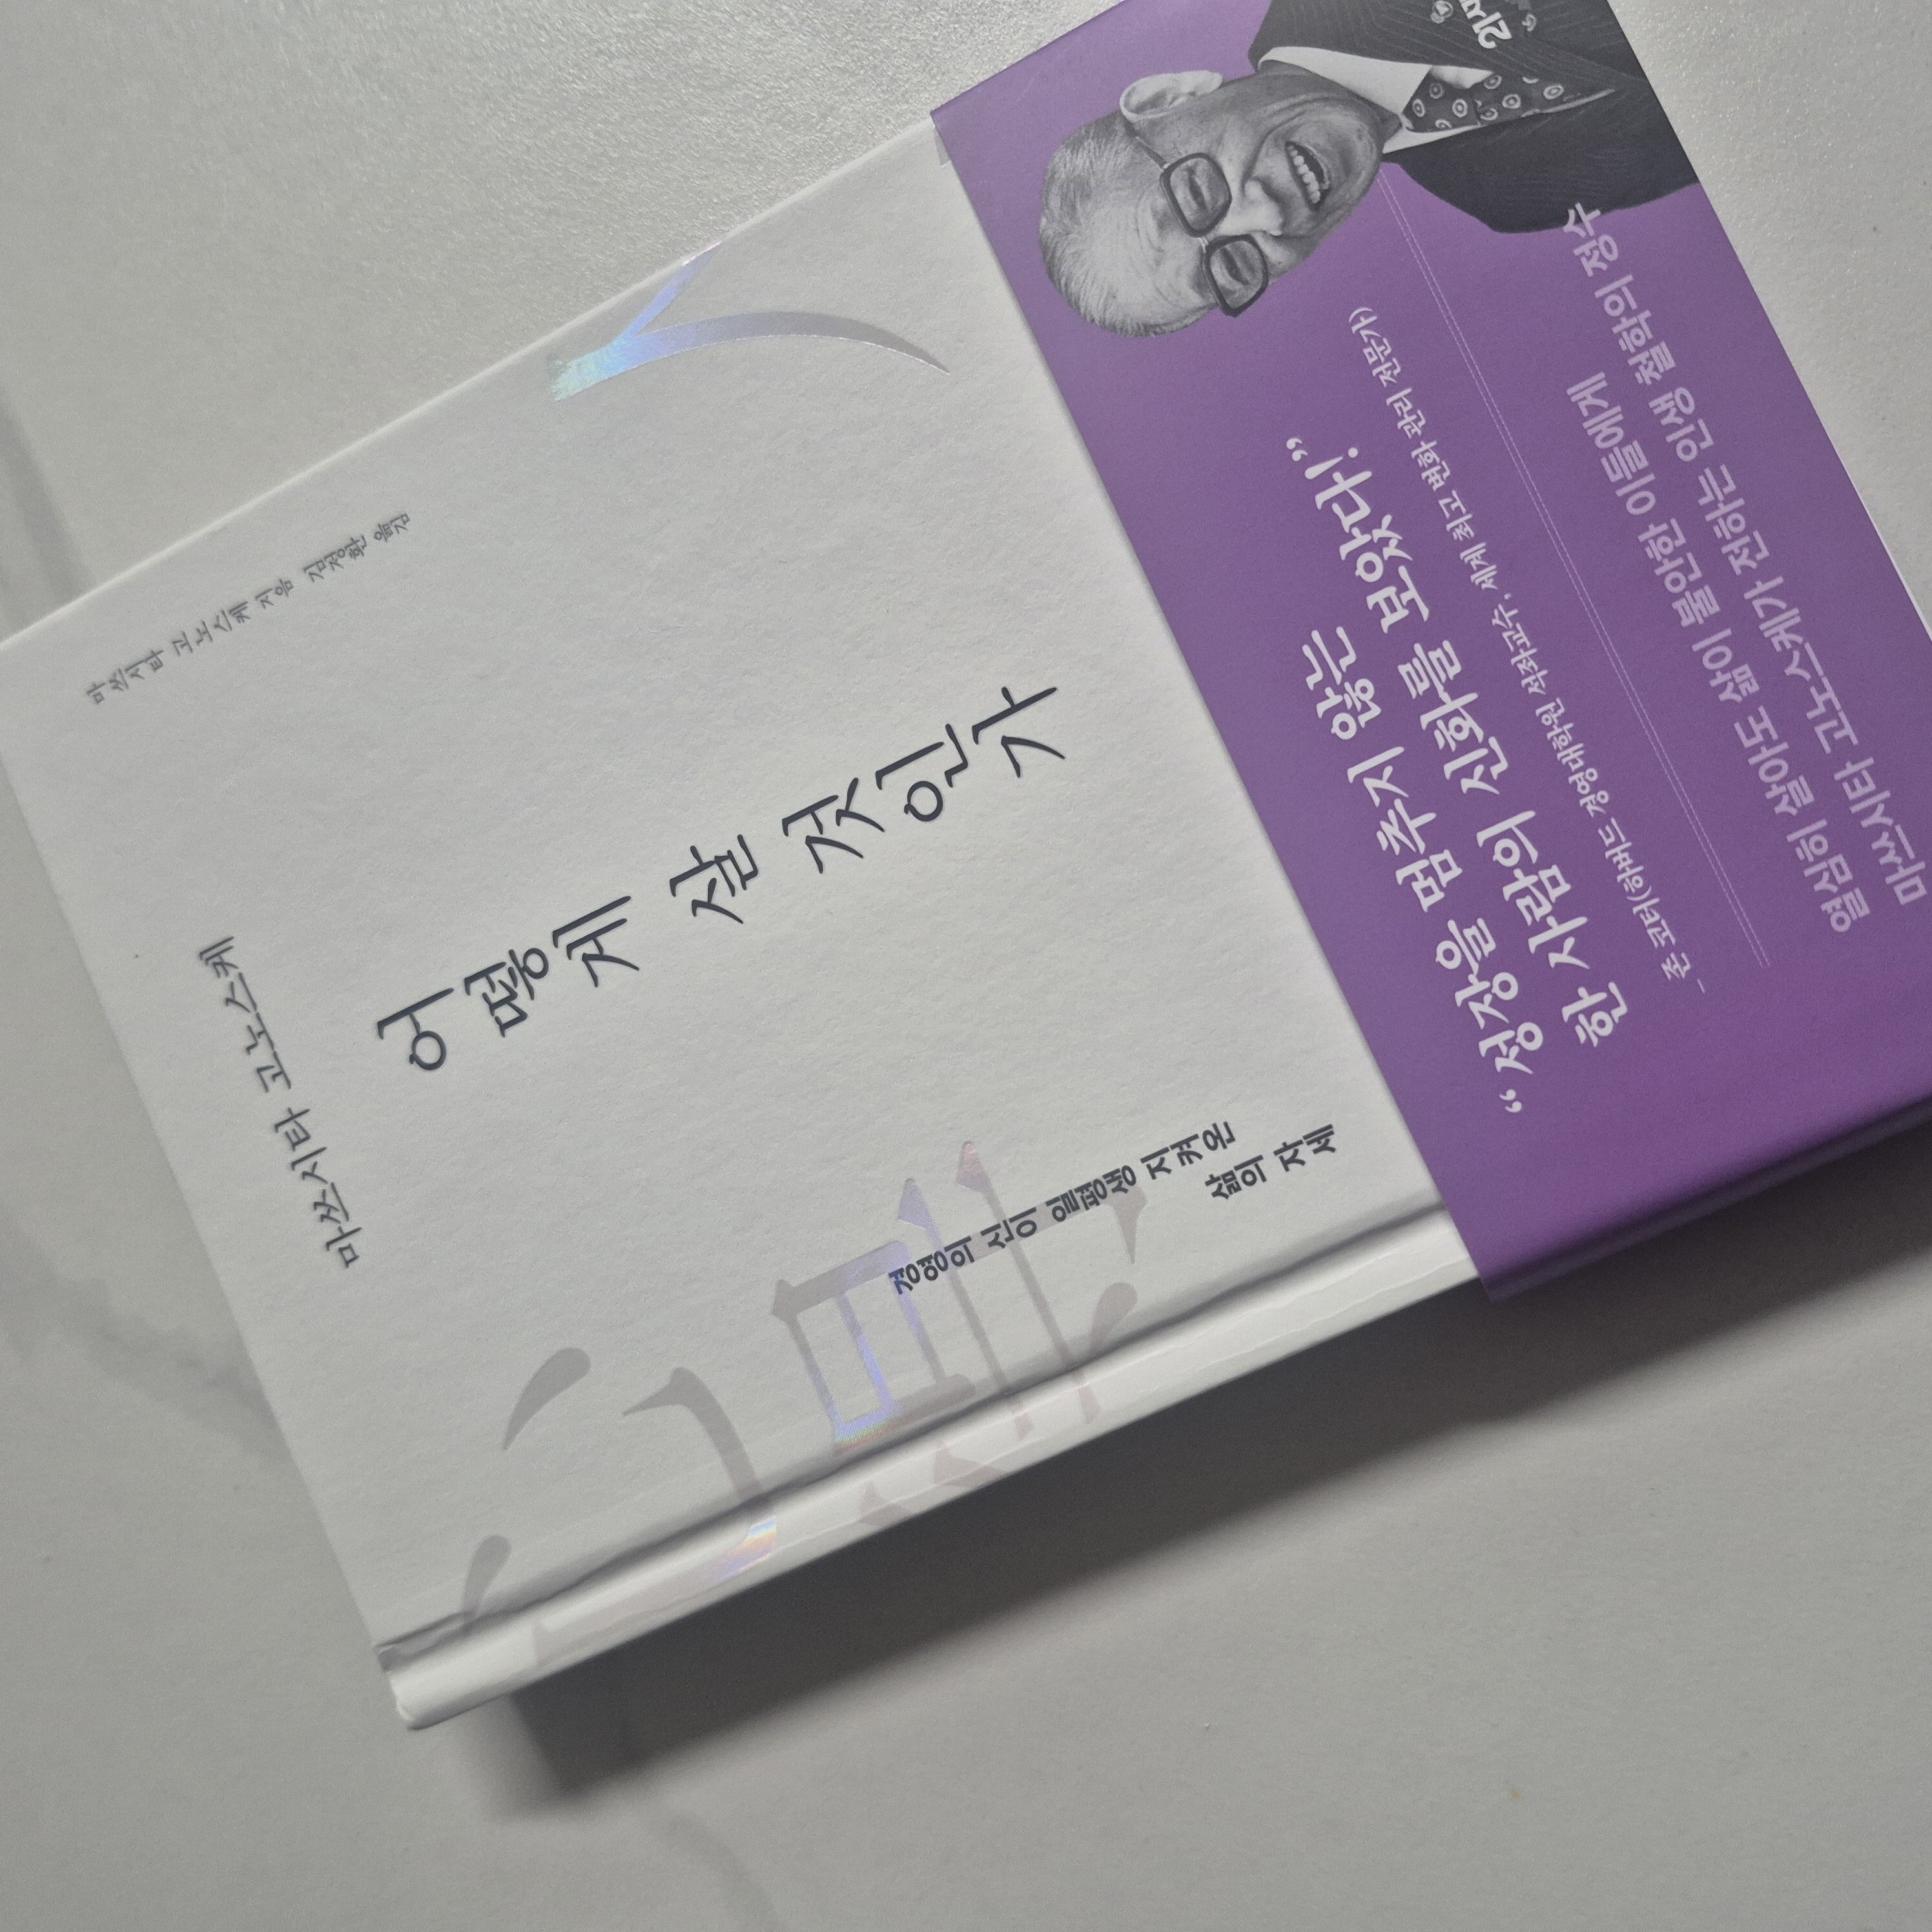 마쓰시타 고노스케
마쓰시타 고노스케 지음 김정환 옮김
어떻게 살 것인가
경영의 신이 일평생 지켜온
삶의 자세
“성장을 멈추지 않는
한 사람의 신화를 보았다!”
_ 존 코터(하버드 경영대학원 석좌교수, 세계 최고 변화 관리 전문가)
열심히 살아도 삶이 불안한 이들에게
마쓰시타 고노스케가 전하는 인생 철학의 정수